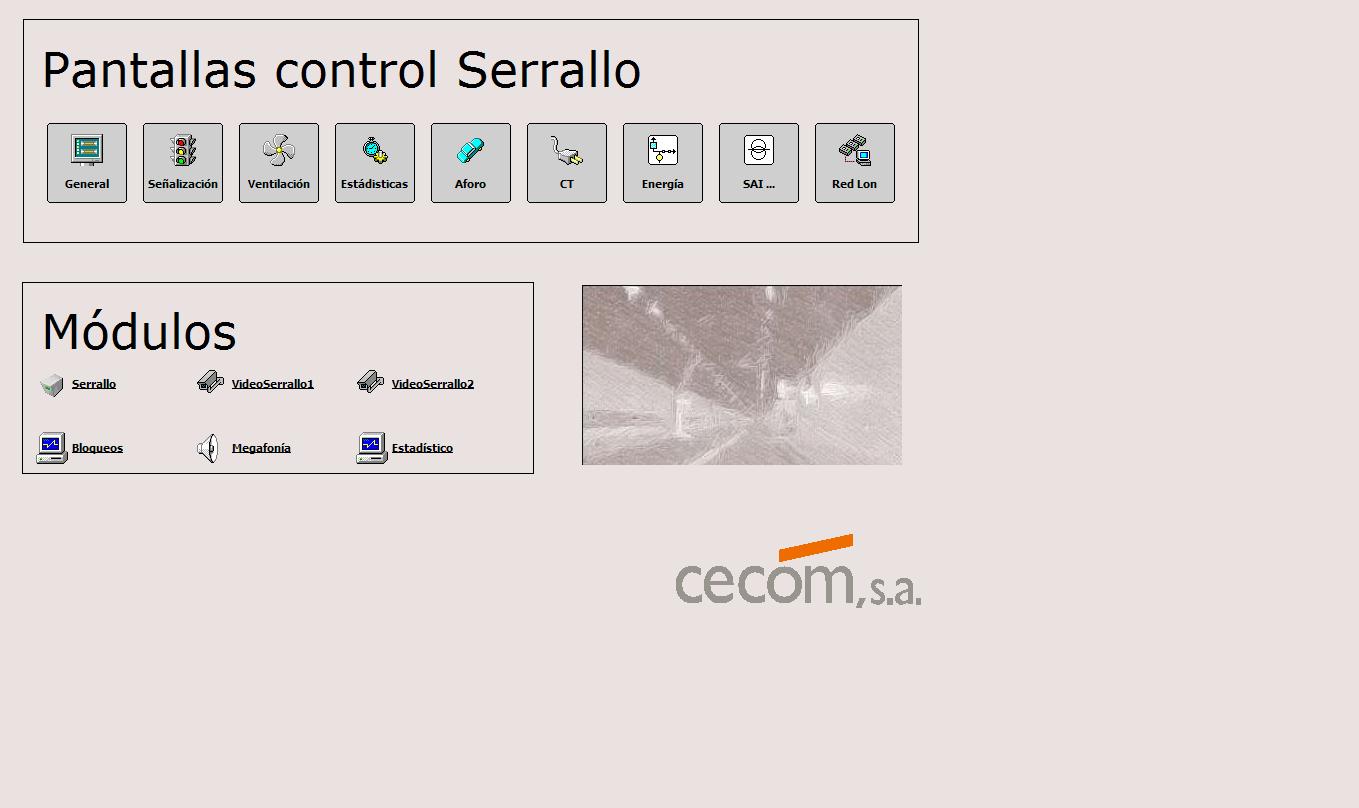 Pantallas control Serrallo
General Señalización Ventilación Estádisticas Aforo CT Energía SAI ... Red Lon
Módulos
Serrallo VideoSerrallo1 VideoSerrallo2
Bloqueos Megafonía Estadístico
cecom, s.a.